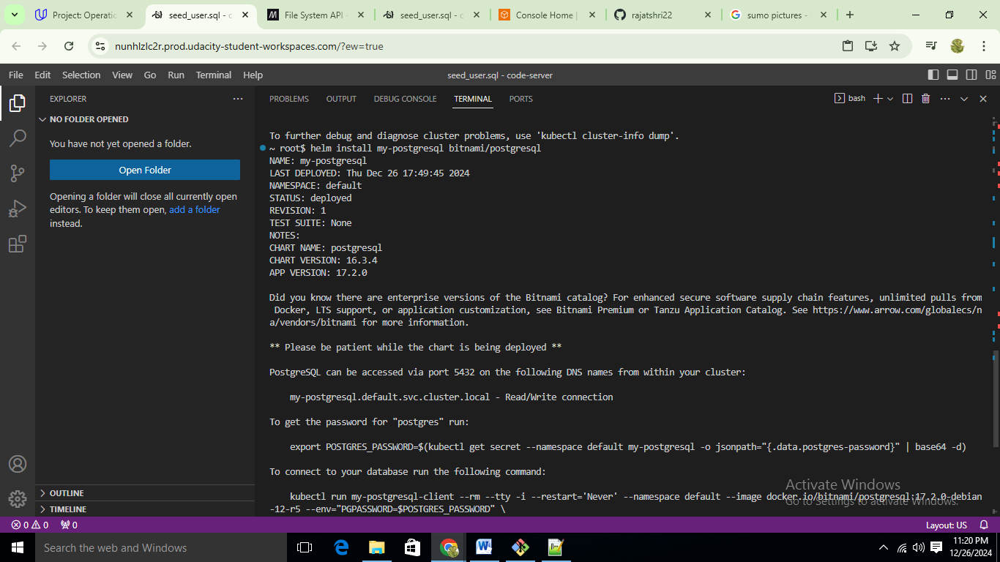 Project: Operatio
seed_user.sql - c
File System API -
seed_user.sql - c
Console Home |
rajatshri22
sumo pictures -
nunhlzlc2r.prod.udacity-student-workspaces.com/?ew=true
File Edit Selection View Go Run Terminal Help
seed_user.sql - code-server
EXPLORER
NO FOLDER OPENED
You have not yet opened a folder.
Open Folder
Opening a folder will close all currently open
editors. To keep them open, add a folder
instead.
OUTLINE
TIMELINE
PROBLEMS OUTPUT DEBUG CONSOLE TERMINAL PORTS
bash
To further debug and diagnose cluster problems, use 'kubectl cluster-info dump'.
~ root$ helm install my-postgresql bitnami/postgresql
NAME: my-postgresql
LAST DEPLOYED: Thu Dec 26 17:49:45 2024
NAMESPACE: default
STATUS: deployed
REVISION: 1
TEST SUITE: None
NOTES:
CHART NAME: postgresql
CHART VERSION: 16.3.4
APP VERSION: 17.2.0
Did you know there are enterprise versions of the Bitnami catalog? For enhanced secure software supply chain features, unlimited pulls from
Docker, LTS support, or application customization, see Bitnami Premium or Tanzu Application Catalog. See https://www.arrow.com/globalecs/n
a/vendors/bitnami for more information.
** Please be patient while the chart is being deployed **
PostgreSQL can be accessed via port 5432 on the following DNS names from within your cluster:
my-postgresql.default.svc.cluster.local - Read/Write connection
To get the password for "postgres" run:
export POSTGRES_PASSWORD=$(kubectl get secret --namespace default my-postgresql -o jsonpath="{.data.postgres-password}" | base64 -d)
To connect to your database run the following command:
kubectl run my-postgresql-client --rm --tty -i --restart='Never' --namespace default --image docker.io/bitnami/postgresql:17.2.0-debian
-12-r5 --env="PGPASSWORD=$POSTGRES_PASSWORD" \
Activate Windows
Go to Settings to activate Windows.
0 0 0
Layout: US
Search the web and Windows
11:20 PM
12/26/2024